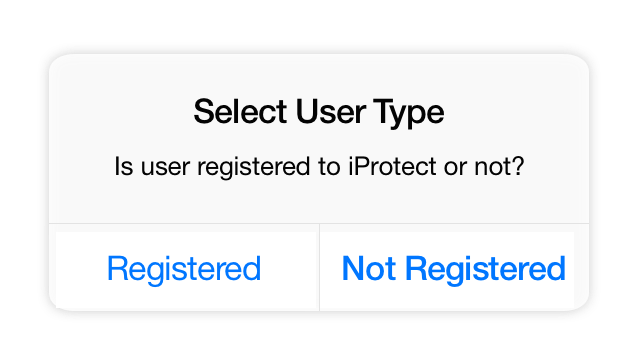 Select User Type
Is user registered to iProtect or not?
Registered
Not Registered